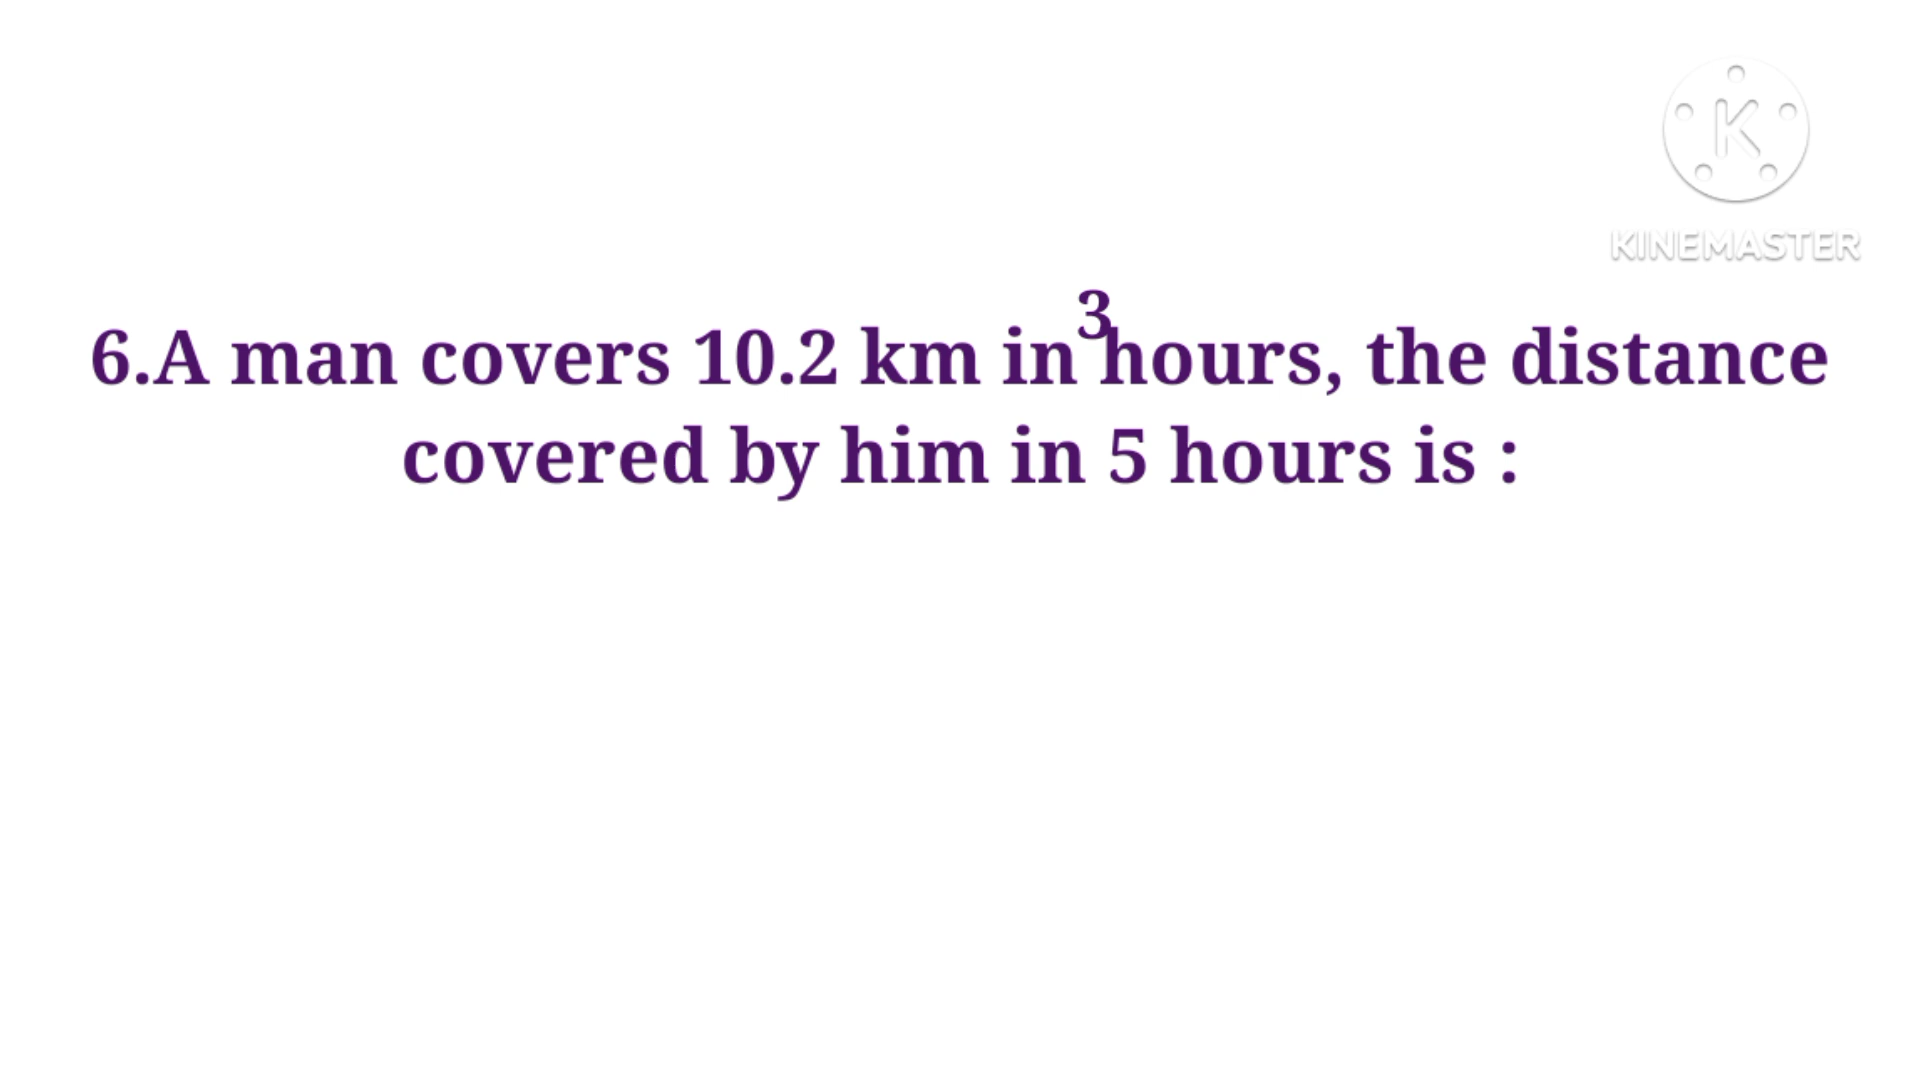 K
KINEMASTER
6.A man covers 10.2 km in 3 hours, the distance
covered by him in 5 hours is :